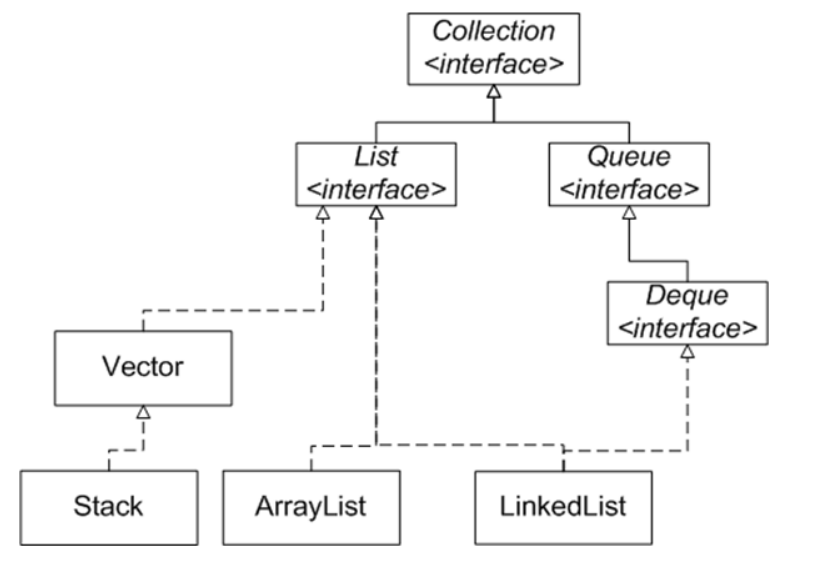 Collection
<interface>
List
<interface>
Queue
<interface>
Deque
<interface>
Vector
Stack
ArrayList
LinkedList